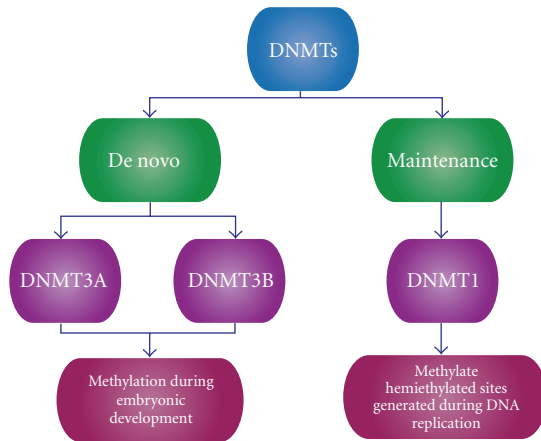 DNMTs
De novo
Maintenance
DNMT3A
DNMT3B
DNMT1
Methylation during
embryonic
development
Methylate
hemiethylated sites
generated during DNA
replication